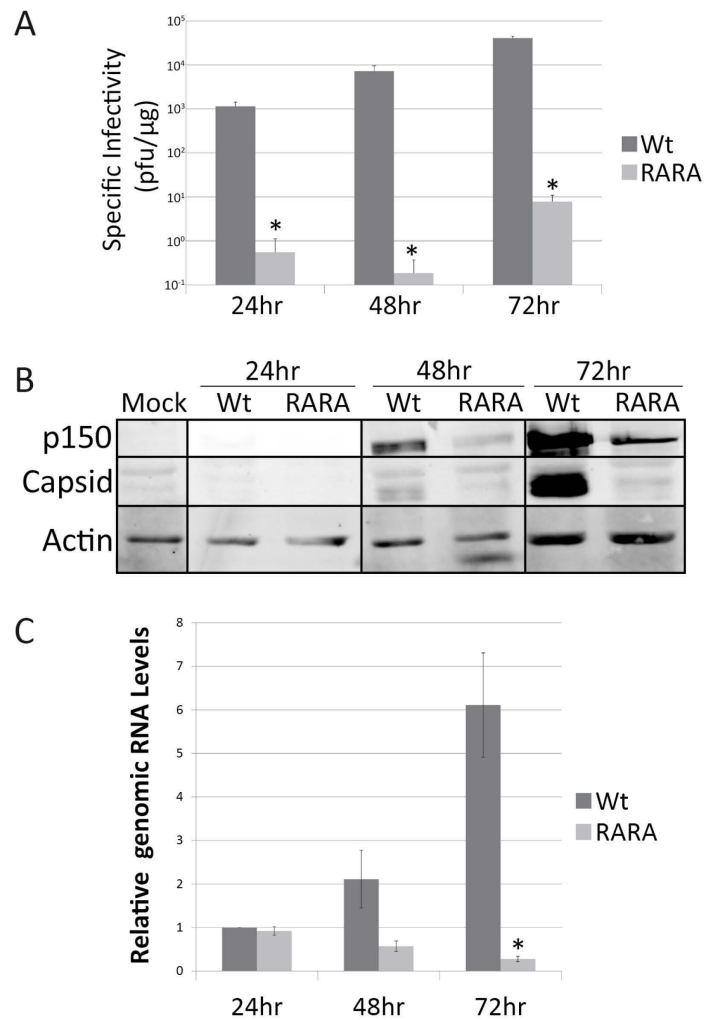 A
Specific Infectivity
(pfu/µg)
10⁵
10⁴
10³
10²
10¹
10⁰
10⁻¹
*
*
*
24hr
48hr
72hr
Wt
RARA
B
24hr
48hr
72hr
Mock
Wt
RARA
Wt
RARA
Wt
RARA
p150
Capsid
Actin
C
Relative genomic RNA Levels
8
7
6
5
4
3
2
1
0
*
24hr
48hr
72hr
Wt
RARA